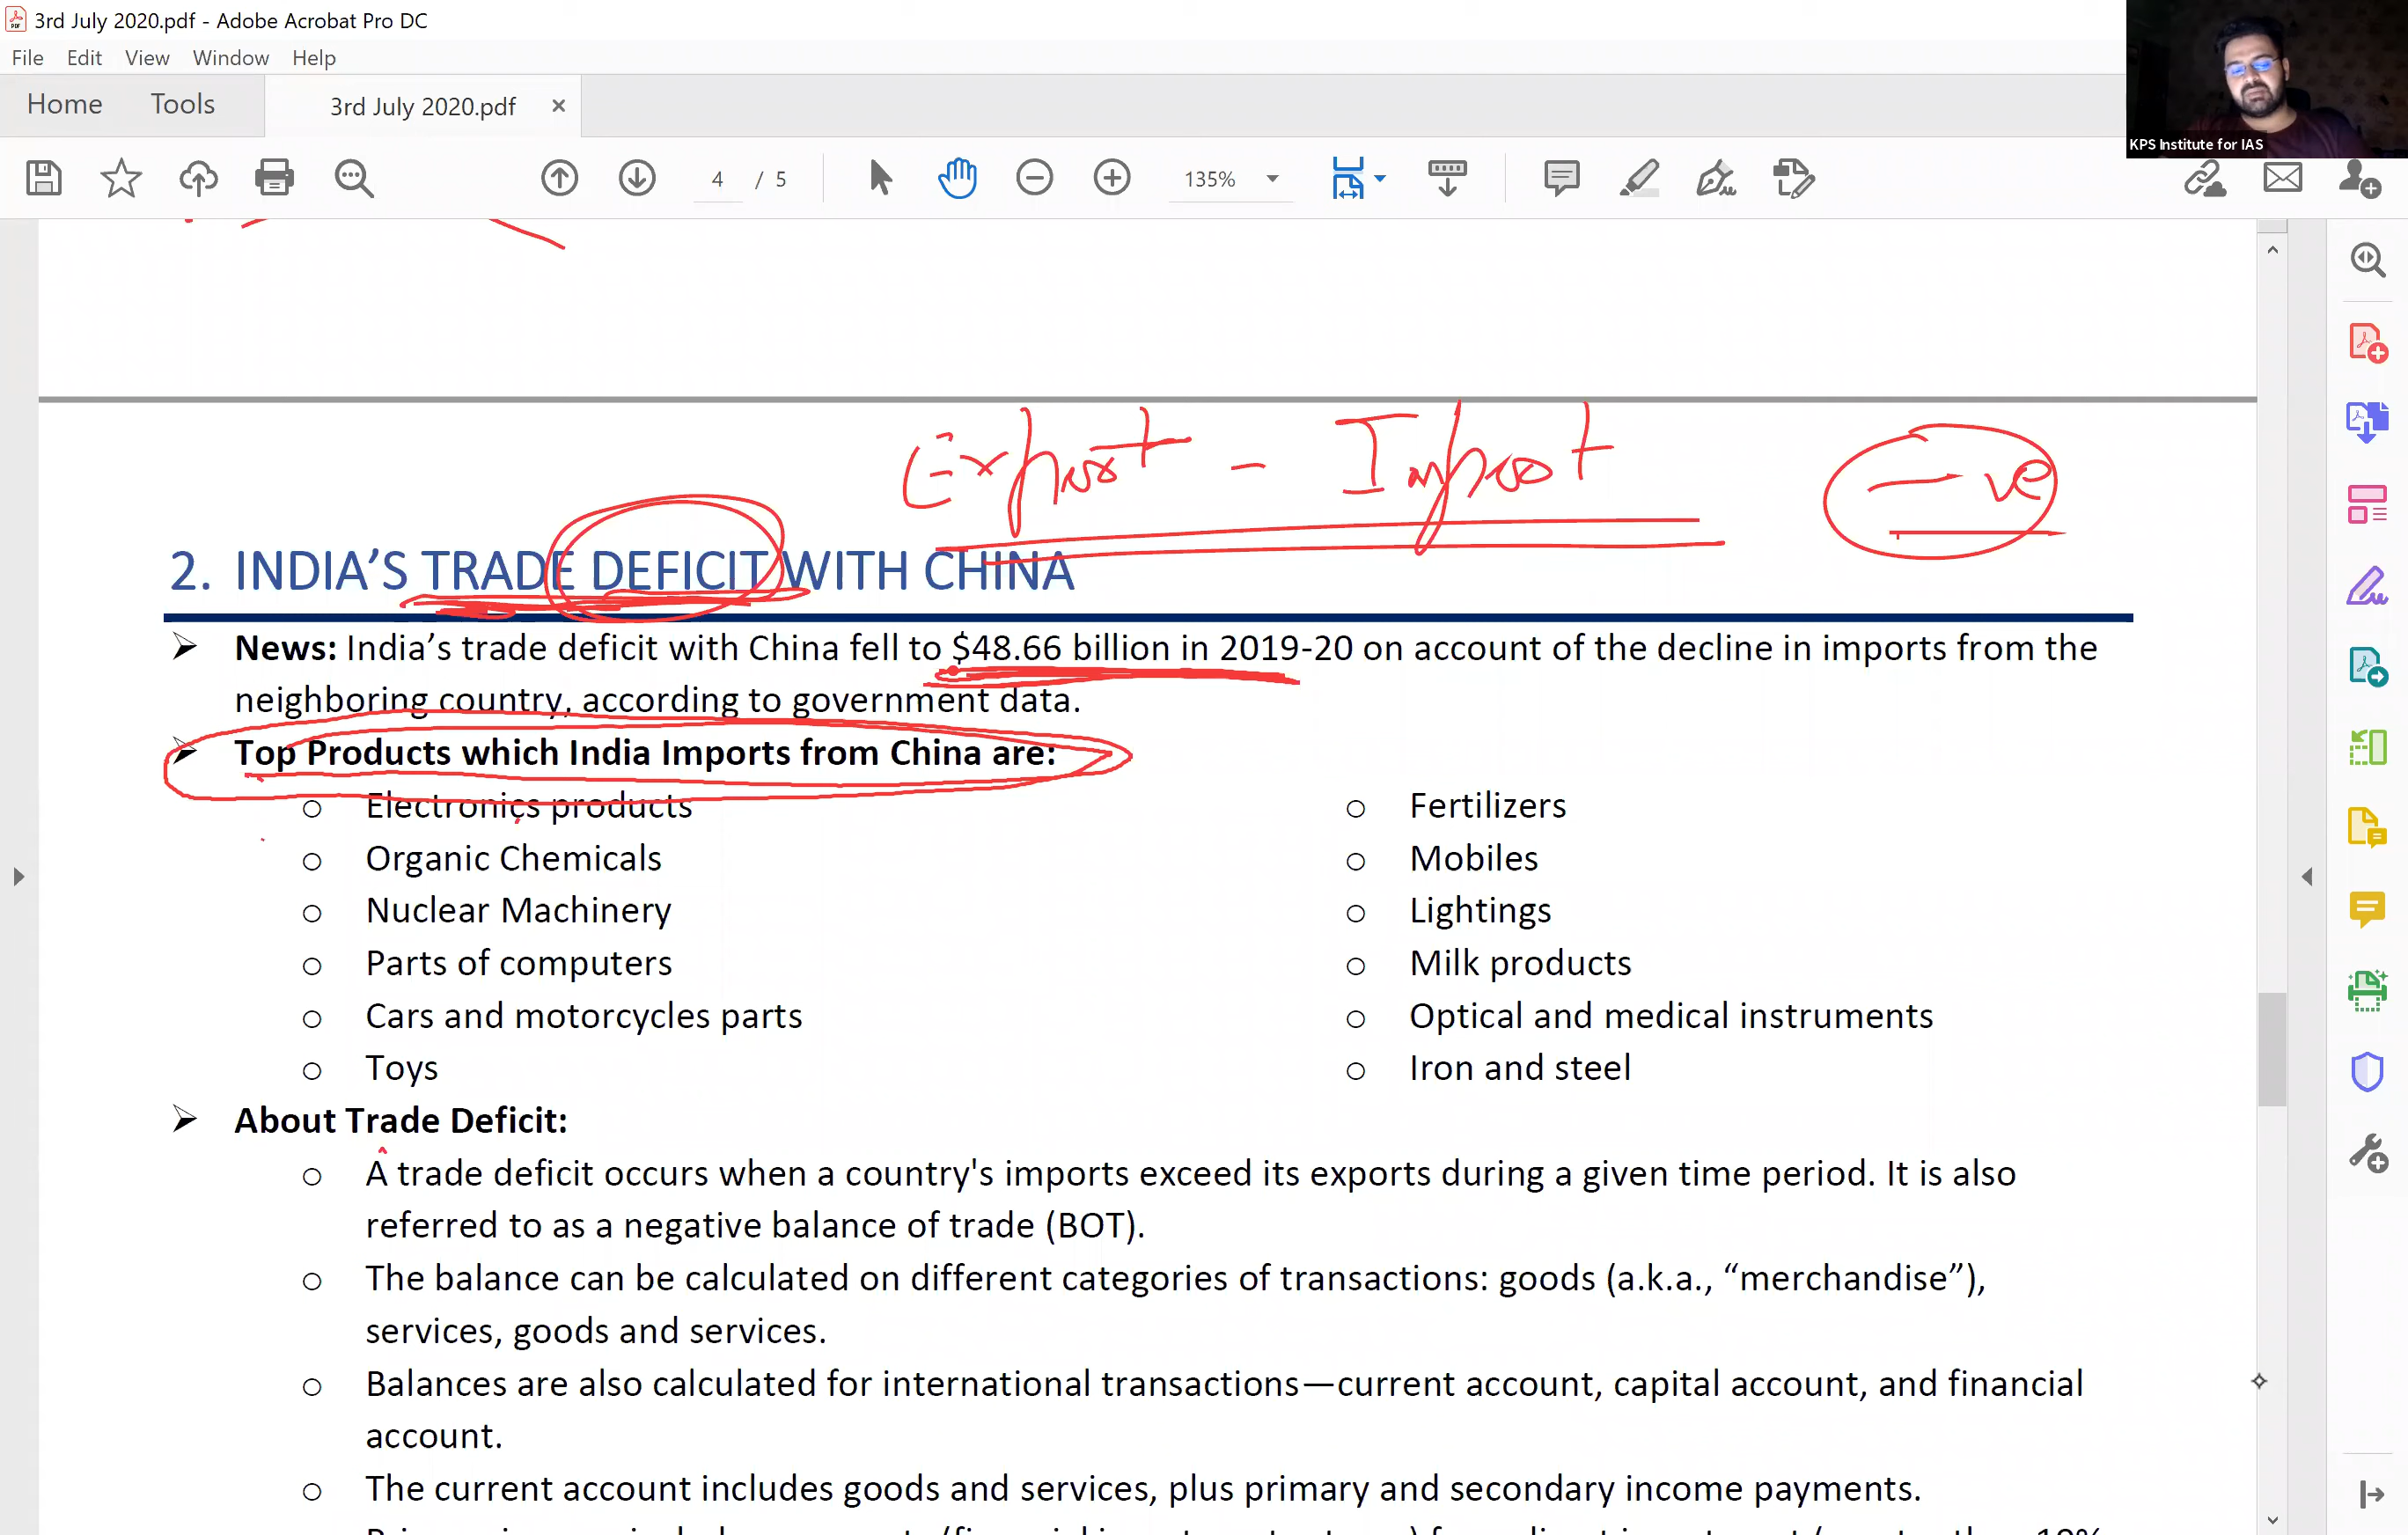 3rd July 2020.pdf - Adobe Acrobat Pro DC
File Edit View Window Help
Home Tools 3rd July 2020.pdf ×
4 / 5 135%
KPS Institute for IAS
Export - Import - ve
2. INDIA’S TRADE DEFICIT WITH CHINA
➢ News: India’s trade deficit with China fell to $48.66 billion in 2019-20 on account of the decline in imports from the
neighboring country, according to government data.
➢ Top Products which India Imports from China are:
o Electronics products
o Organic Chemicals
o Nuclear Machinery
o Parts of computers
o Cars and motorcycles parts
o Toys
o Fertilizers
o Mobiles
o Lightings
o Milk products
o Optical and medical instruments
o Iron and steel
➢ About Trade Deficit:
o A trade deficit occurs when a country's imports exceed its exports during a given time period. It is also
referred to as a negative balance of trade (BOT).
o The balance can be calculated on different categories of transactions: goods (a.k.a., “merchandise”),
services, goods and services.
o Balances are also calculated for international transactions—current account, capital account, and financial
account.
o The current account includes goods and services, plus primary and secondary income payments.